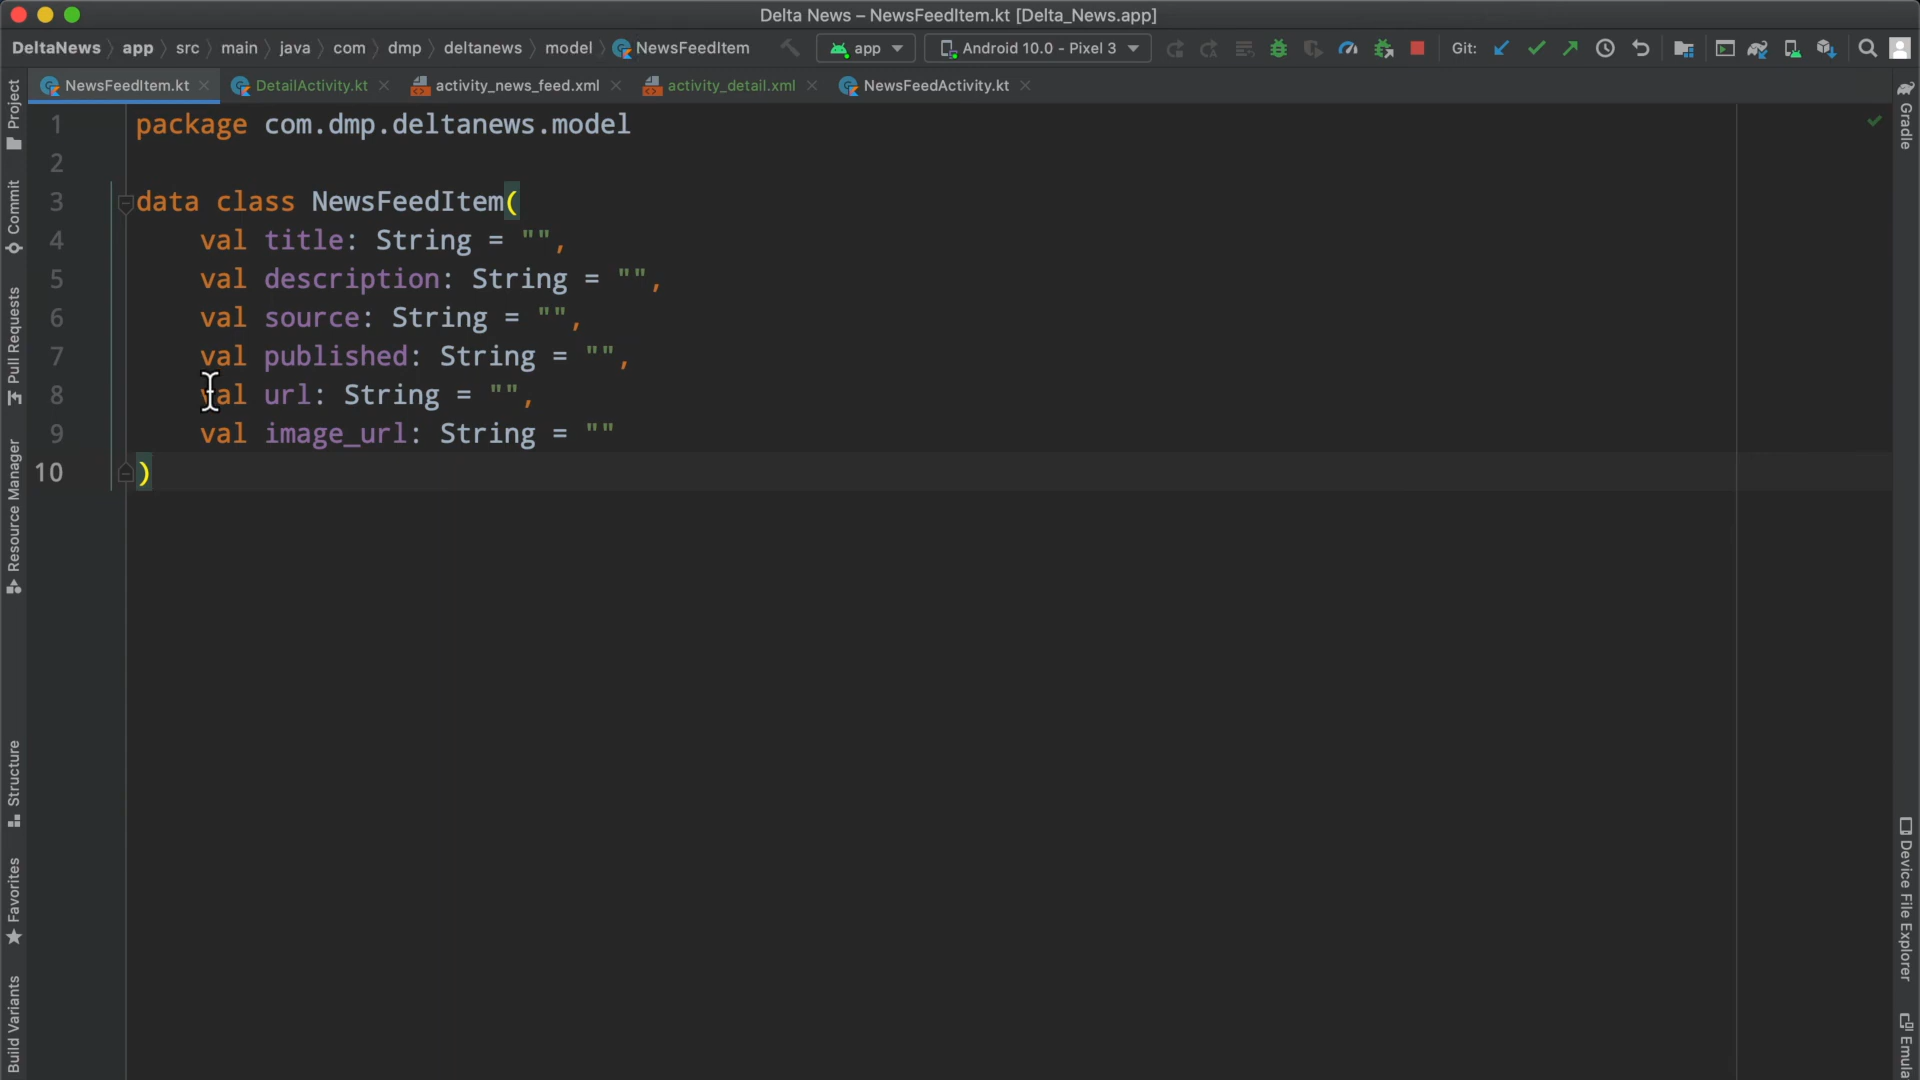 Delta News – NewsFeedItem.kt [Delta_News.app]
DeltaNews app src main java com dmp deltanews model NewsFeedItem app Android 10.0 - Pixel 3 Git:
NewsFeedItem.kt DetailActivity.kt activity_news_feed.xml activity_detail.xml NewsFeedActivity.kt
1 package com.dmp.deltanews.model
2
3 data class NewsFeedItem(
4 val title: String = "",
5 val description: String = "",
6 val source: String = "",
7 val published: String = "",
8 val url: String = "",
9 val image_url: String = ""
10 )
Project
Commit
Pull Requests
Resource Manager
Structure
Favorites
Build Variants
Gradle
Device File Explorer
Emula